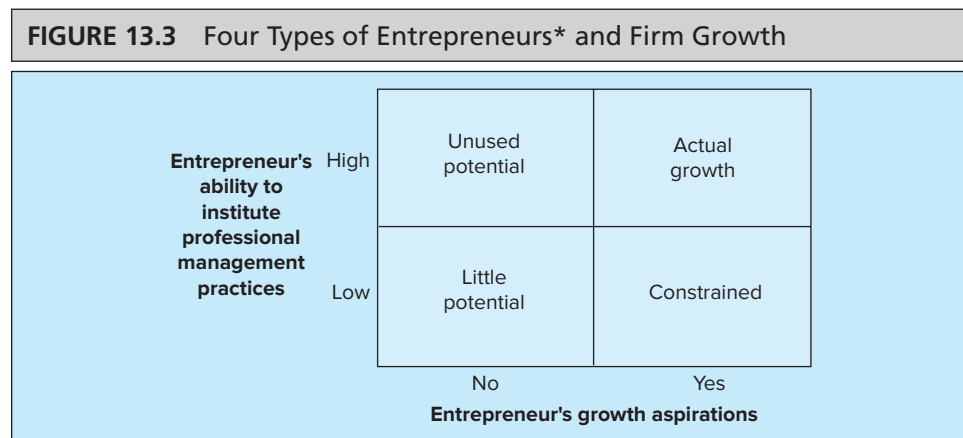 FIGURE 13.3 Four Types of Entrepreneurs* and Firm Growth
Entrepreneur's
ability to
institute
professional
management
practices
High
Unused
potential
Actual
growth
Low
Little
potential
Constrained
No
Yes
Entrepreneur's growth aspirations